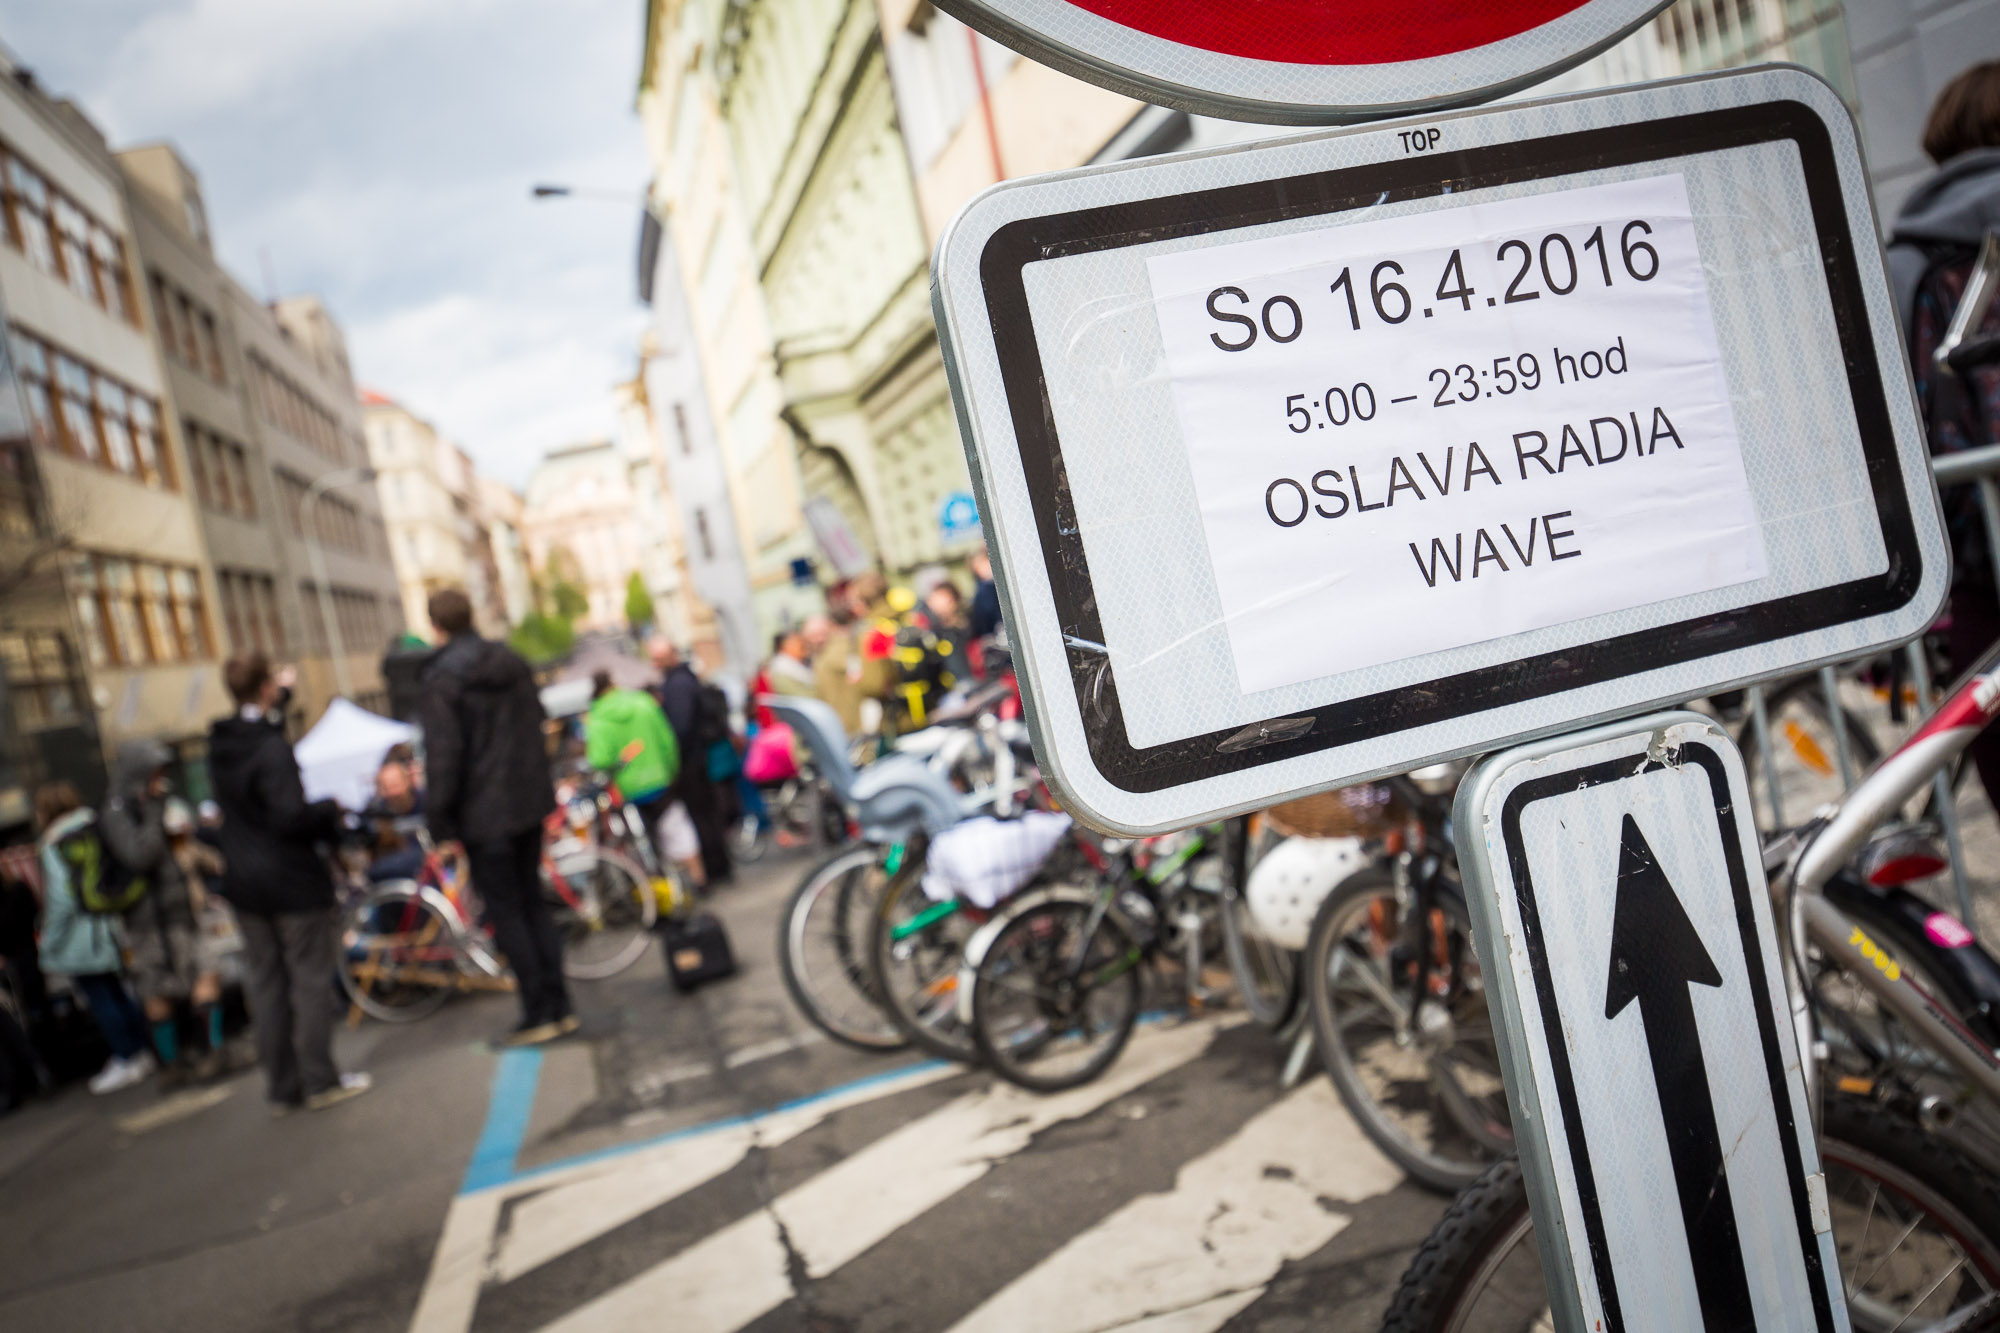 TOP
So 16.4.2016
5:00 – 23:59 hod
OSLAVA RADIA
WAVE